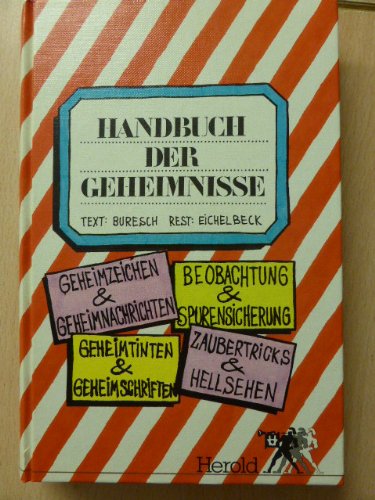 HANDBUCH
DER
GEHEIMNISSE
TEXT: BURESCH REST: EICHELBECK
GEHEIMZEICHEN
&
GEHEIMNACHRICHTEN
BEOBACHTUNG
&
SPURENSICHERUNG
GEHEIMTINTEN
&
GEHEIMSCHRIFTEN
ZAUBERTRICKS
&
HELLSEHEN
Herold